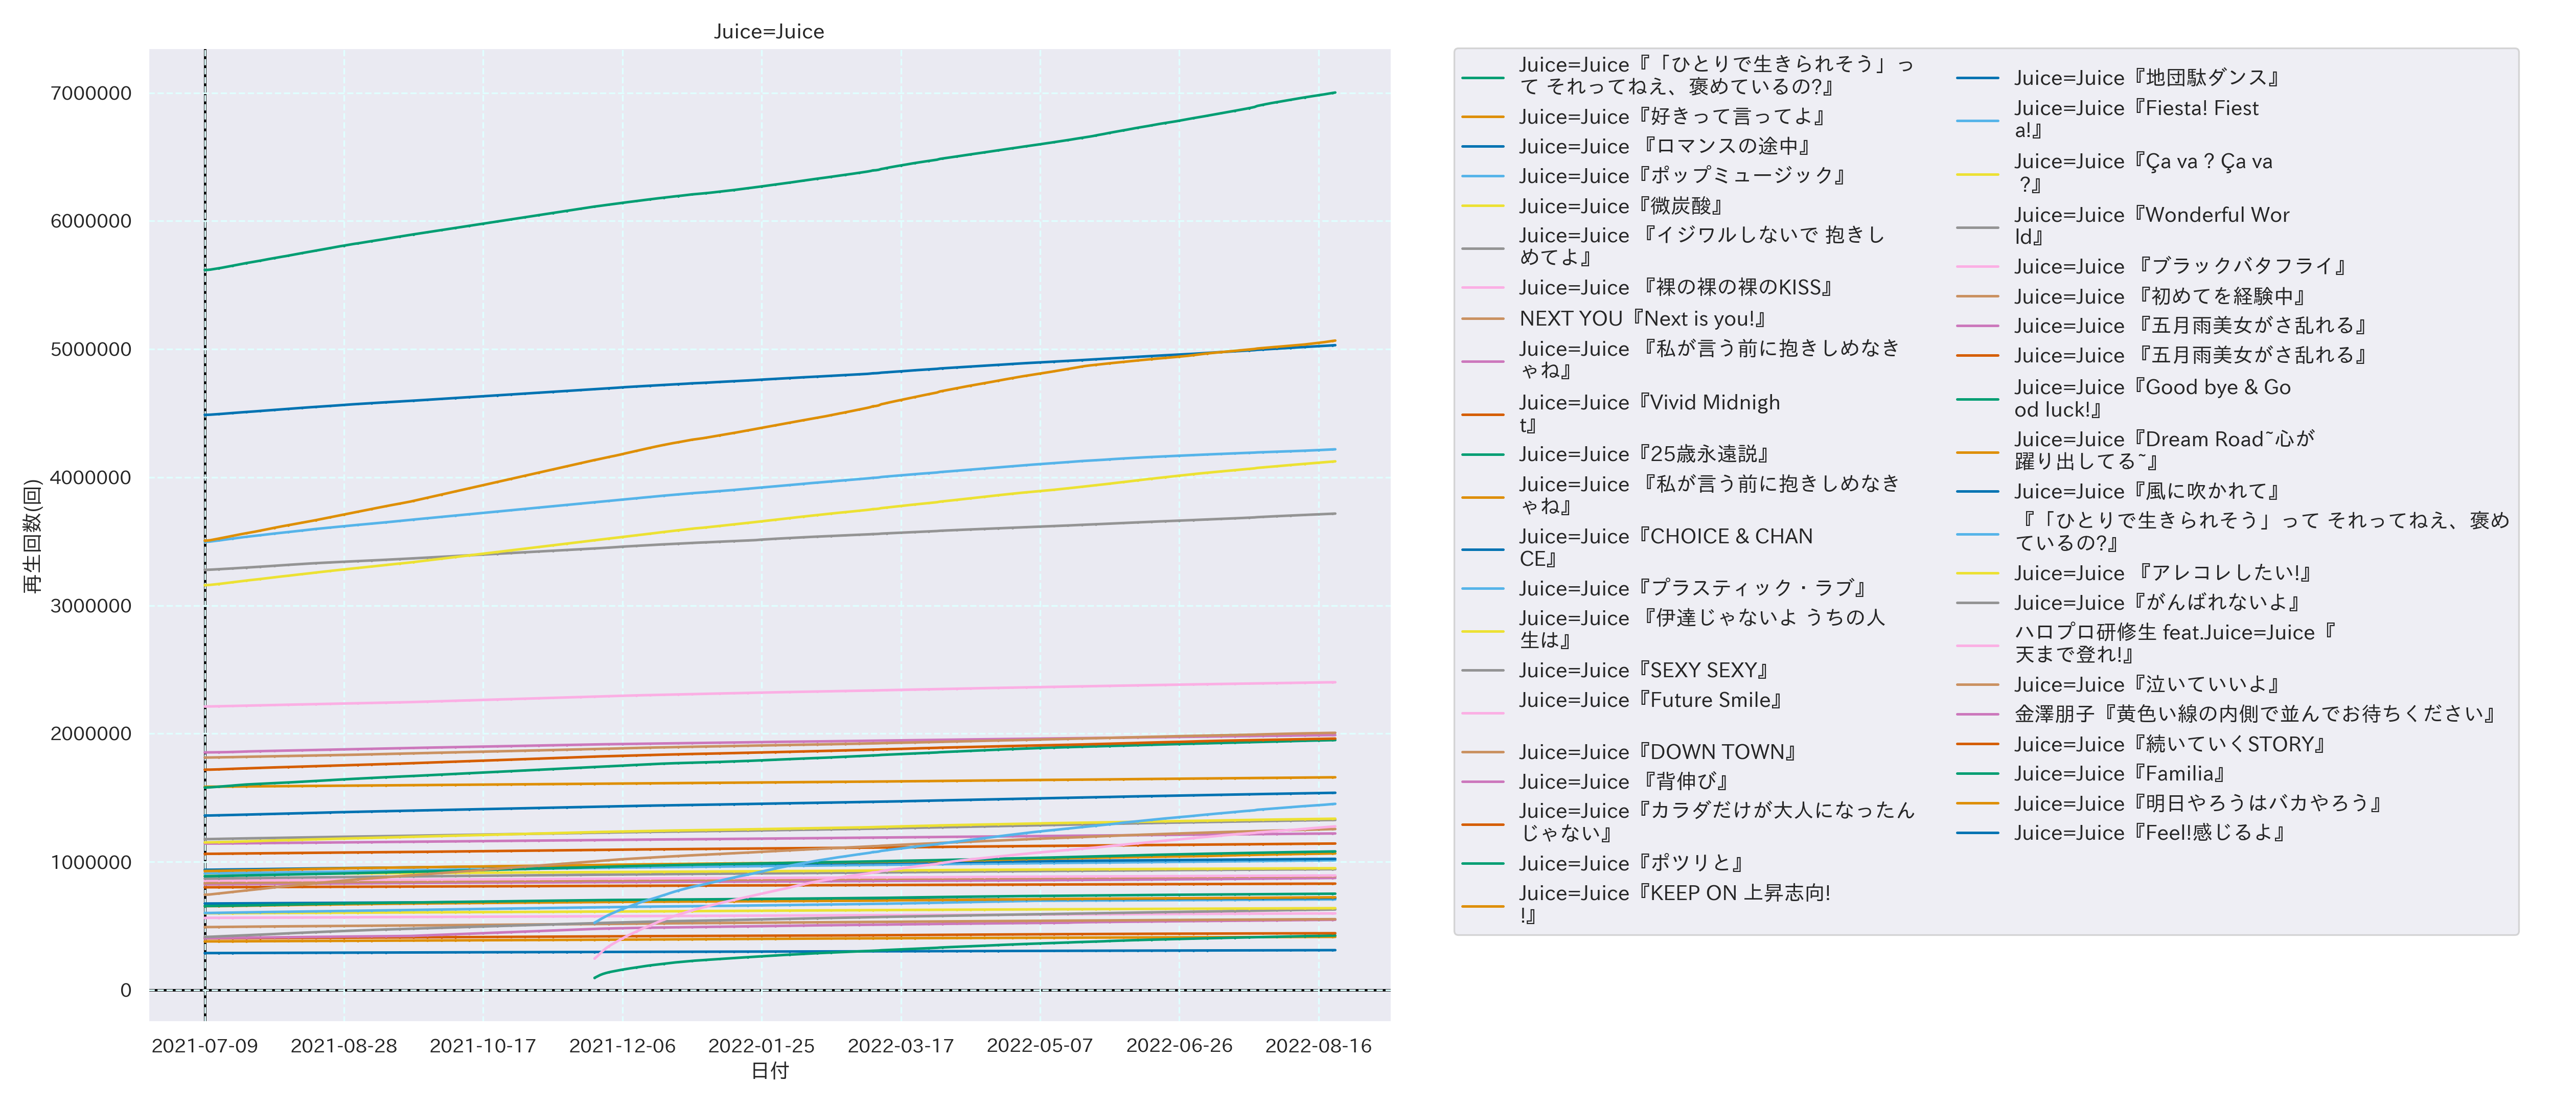 Juice=Juice
7000000
6000000
5000000
4000000
3000000
2000000
1000000
0
再生回数(回)
2021-07-09
2021-08-28
2021-10-17
2021-12-06
2022-01-25
2022-03-17
2022-05-07
2022-06-26
2022-08-16
日付
Juice=Juice『「ひとりで生きられそう」っ
て それってねえ、褒めているの?』
Juice=Juice『好きって言ってよ』
Juice=Juice 『ロマンスの途中』
Juice=Juice『ポップミュージック』
Juice=Juice『微炭酸』
Juice=Juice 『イジワルしないで 抱きし
めてよ』
Juice=Juice 『裸の裸の裸のKISS』
NEXT YOU『Next is you!』
Juice=Juice 『私が言う前に抱きしめなき
ゃね』
Juice=Juice『Vivid Midnigh
t』
Juice=Juice『25歳永遠説』
Juice=Juice 『私が言う前に抱きしめなき
ゃね』
Juice=Juice『CHOICE & CHAN
CE』
Juice=Juice『プラスティック・ラブ』
Juice=Juice 『伊達じゃないよ うちの人
生は』
Juice=Juice『SEXY SEXY』
Juice=Juice『Future Smile』
Juice=Juice『DOWN TOWN』
Juice=Juice 『背伸び』
Juice=Juice『カラダだけが大人になったん
じゃない』
Juice=Juice『ポツリと』
Juice=Juice『KEEP ON 上昇志向!
!』
Juice=Juice『地団駄ダンス』
Juice=Juice『Fiesta! Fiest
a!』
Juice=Juice『Ça va ? Ça va
?』
Juice=Juice『Wonderful Wor
ld』
Juice=Juice 『ブラックバタフライ』
Juice=Juice 『初めてを経験中』
Juice=Juice 『五月雨美女がさ乱れる』
Juice=Juice 『五月雨美女がさ乱れる』
Juice=Juice『Good bye & Go
od luck!』
Juice=Juice『Dream Road~心が
躍り出してる~』
Juice=Juice『風に吹かれて』
『「ひとりで生きられそう」って それってねえ、褒め
ているの?』
Juice=Juice 『アレコレしたい!』
Juice=Juice『がんばれないよ』
ハロプロ研修生 feat.Juice=Juice『
天まで登れ!』
Juice=Juice『泣いていいよ』
金澤朋子『黄色い線の内側で並んでお待ちください』
Juice=Juice『続いていくSTORY』
Juice=Juice『Familia』
Juice=Juice『明日やろうはバカやろう』
Juice=Juice『Feel!感じるよ』